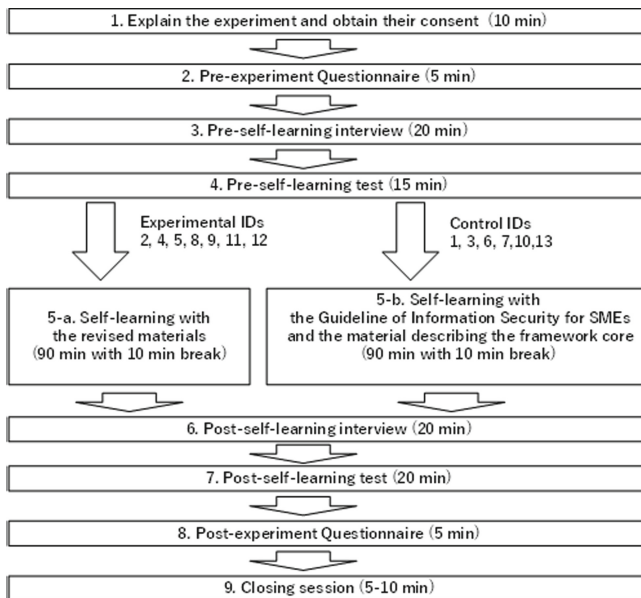 1. Explain the experiment and obtain their consent (10 min)
2. Pre-experiment Questionnaire (5 min)
3. Pre-self-learning interview (20 min)
4. Pre-self-learning test (15 min)
Experimental IDs
2, 4, 5, 8, 9, 11, 12
Control IDs
1, 3, 6, 7,10,13
5-a. Self-learning with
the revised materials
(90 min with 10 min break)
5-b. Self-learning with
the Guideline of Information Security for SMEs
and the material describing the framework core
(90 min with 10 min break)
6. Post-self-learning interview (20 min)
7. Post-self-learning test (20 min)
8. Post-experiment Questionnaire (5 min)
9. Closing session (5-10 min)